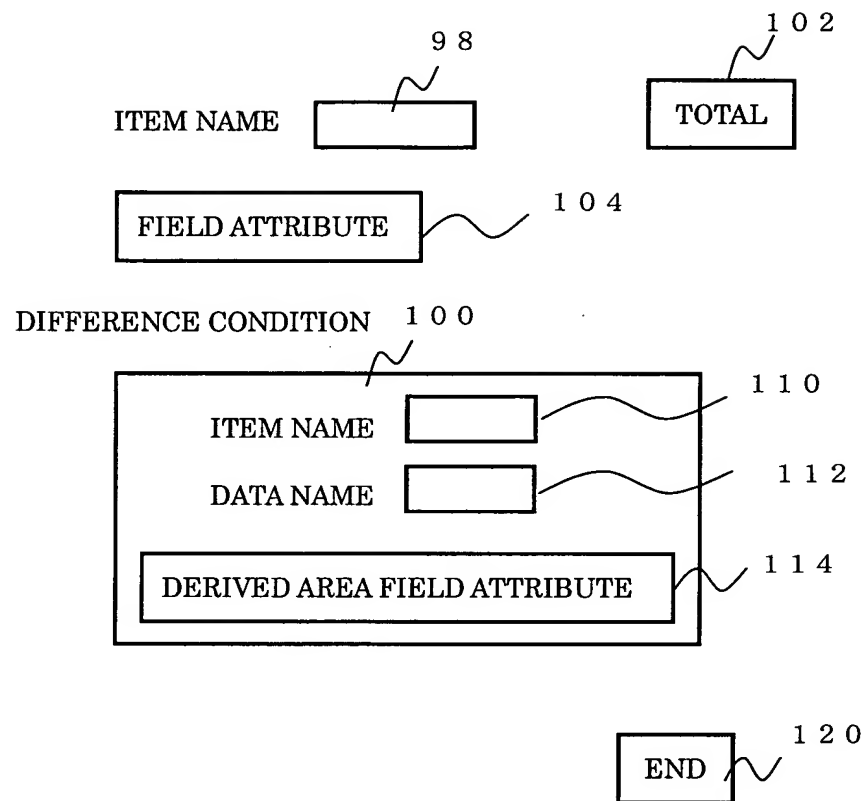 98
102
ITEM NAME
TOTAL
104
FIELD ATTRIBUTE
DIFFERENCE CONDITION 100
110
ITEM NAME
112
DATA NAME
114
DERIVED AREA FIELD ATTRIBUTE
120
END